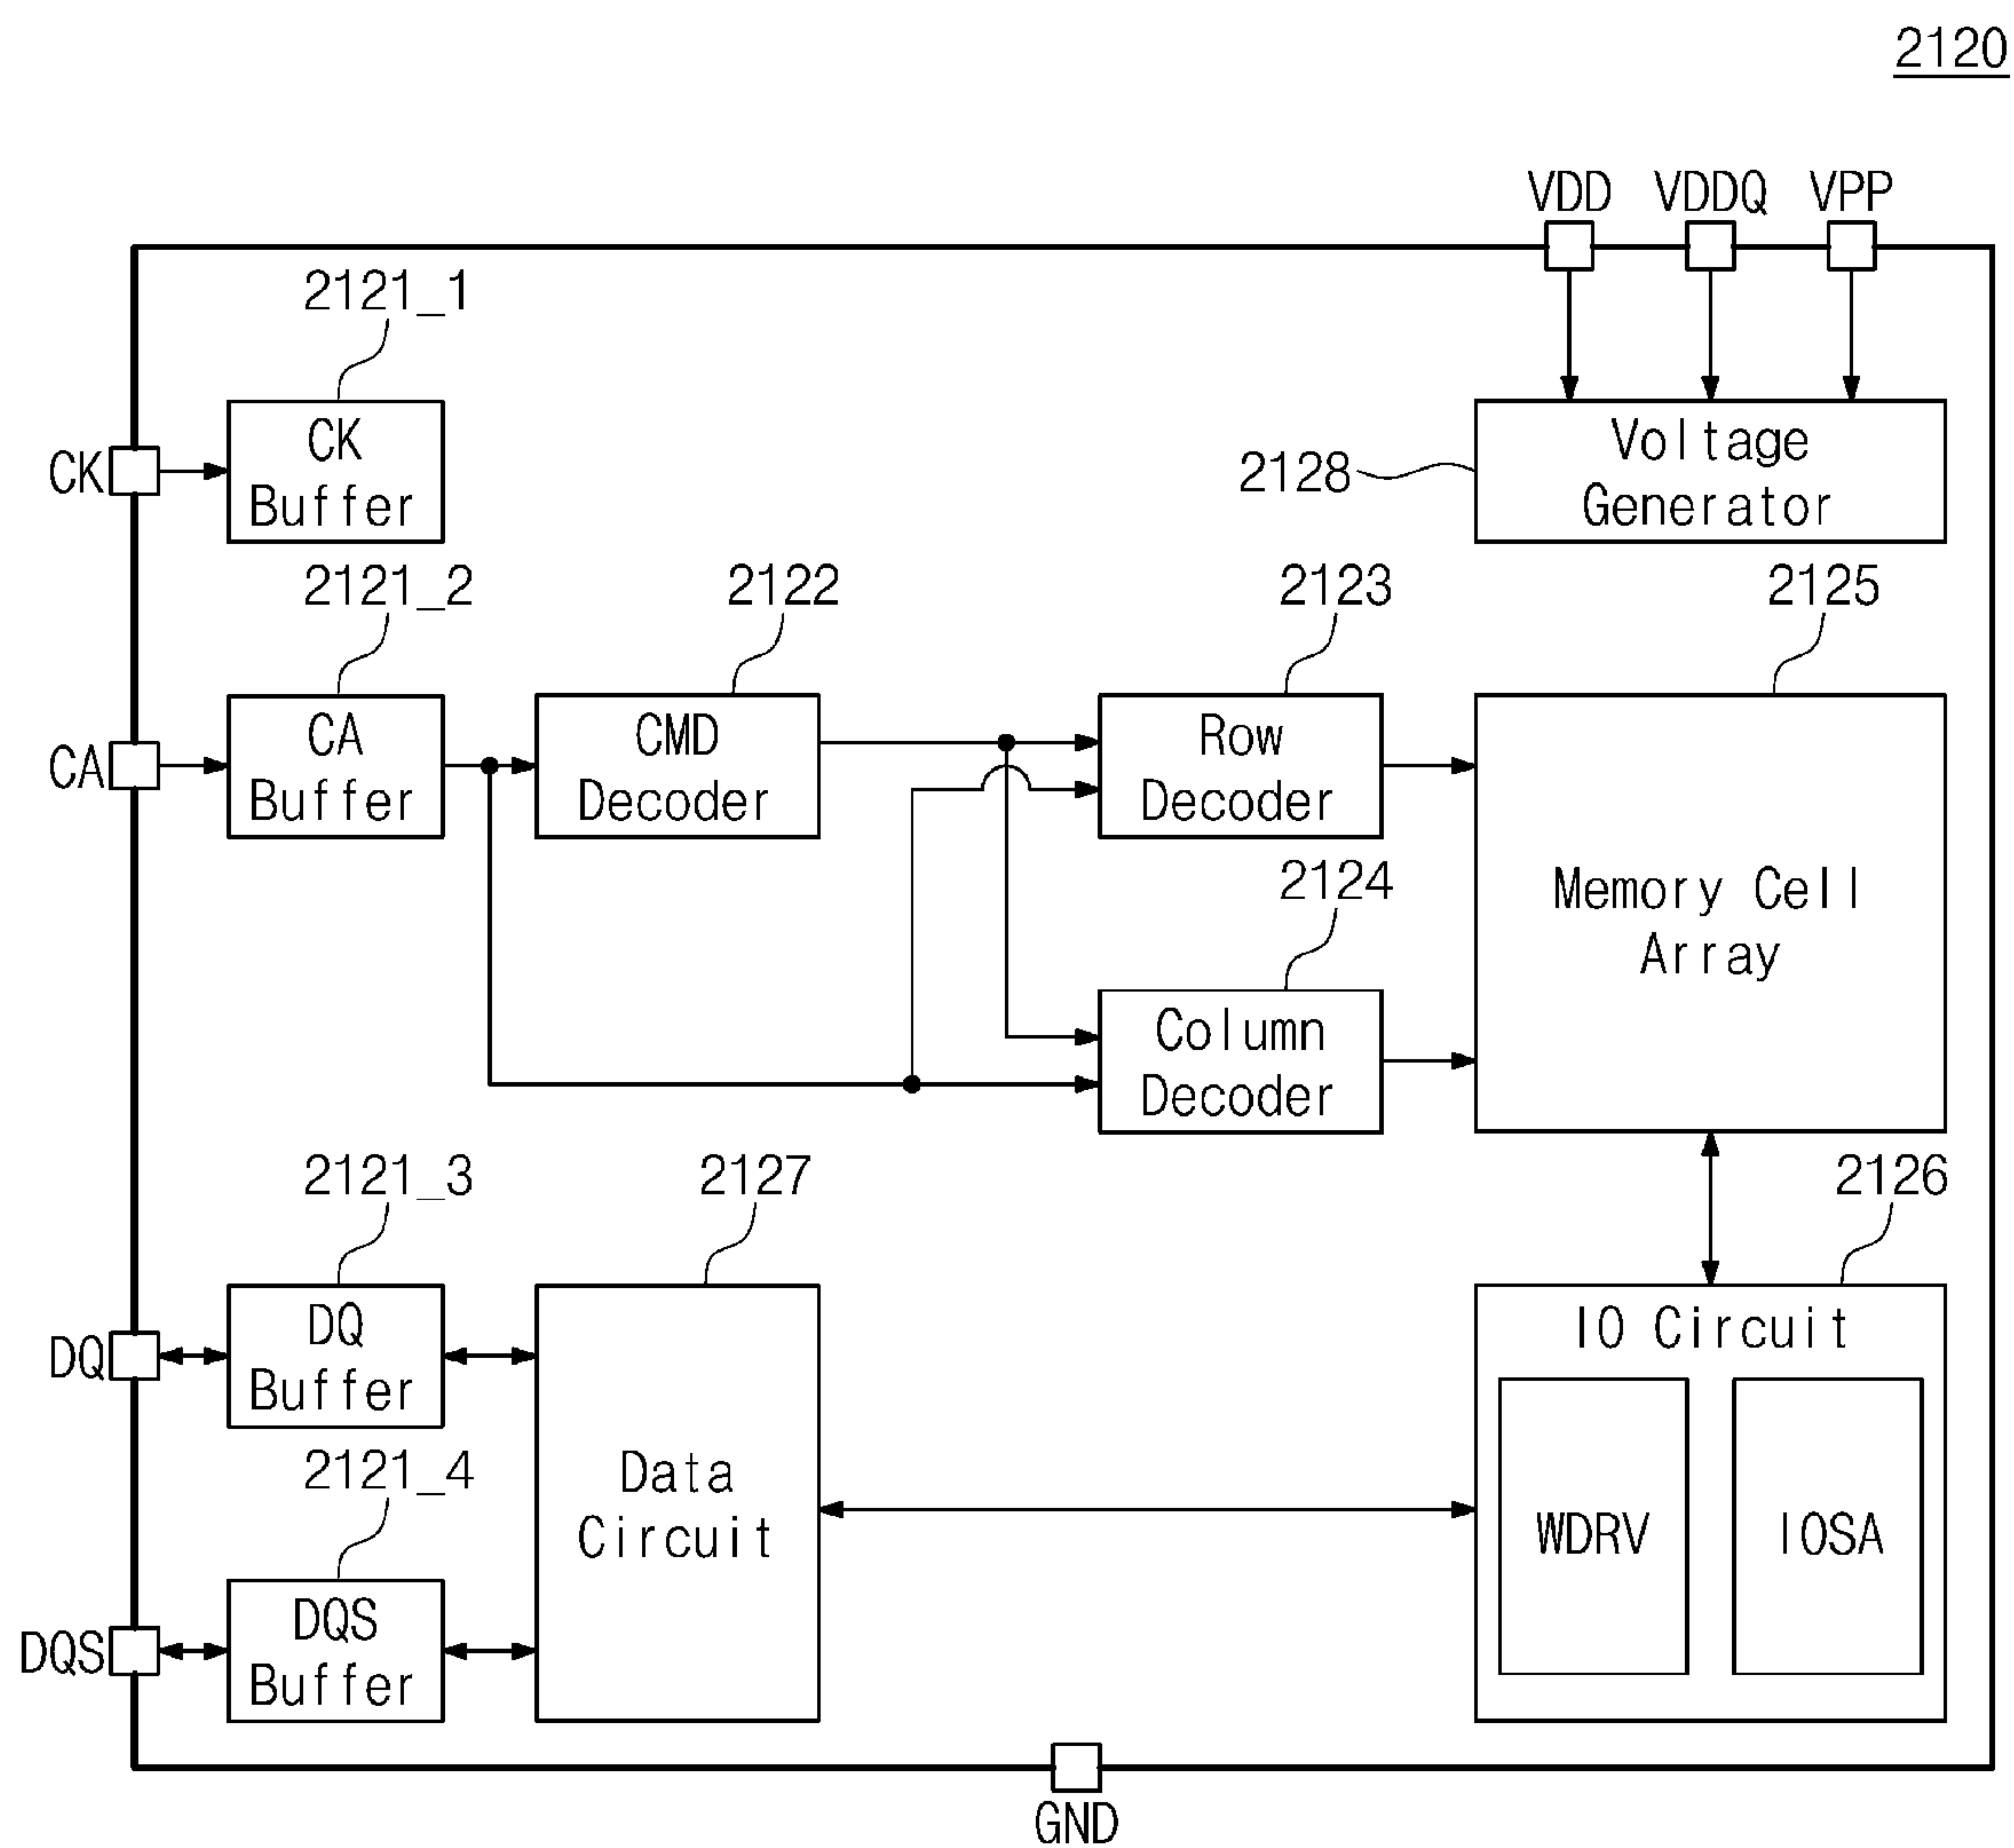 2120
VDD VDDQ VPP
2121_1
CK
CK
Buffer
2128
Voltage
Generator
2121_2
2122
2123
2125
CA
CA
Buffer
CMD
Decoder
Row
Decoder
2124
Memory Cell
Array
Column
Decoder
2121_3
2127
2126
DQ
DQ
Buffer
IO Circuit
2121_4
Data
Circuit
WDRV
IOSA
DQS
DQS
Buffer
GND